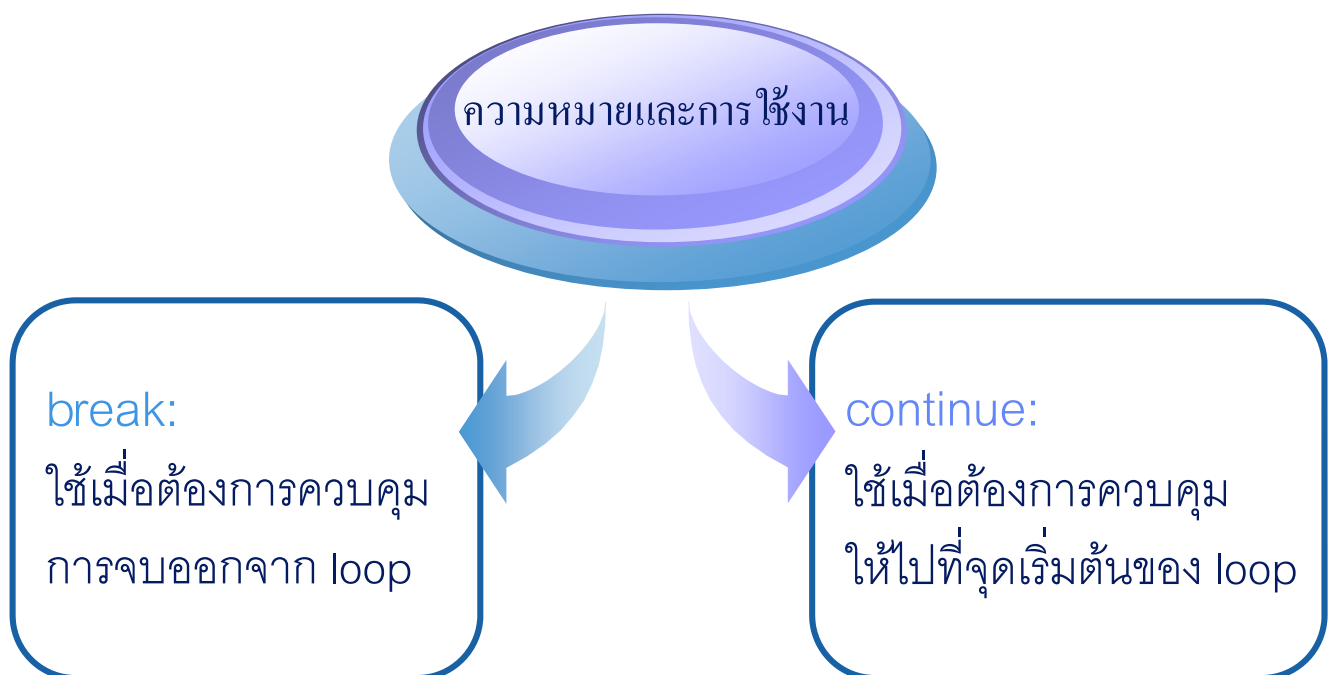 ความหมายและการใช้งาน
break:
ใช้เมื่อต้องการควบคุม
การจบออกจาก loop
continue:
ใช้เมื่อต้องการควบคุม
ให้ไปที่จุดเริ่มต้นของ loop